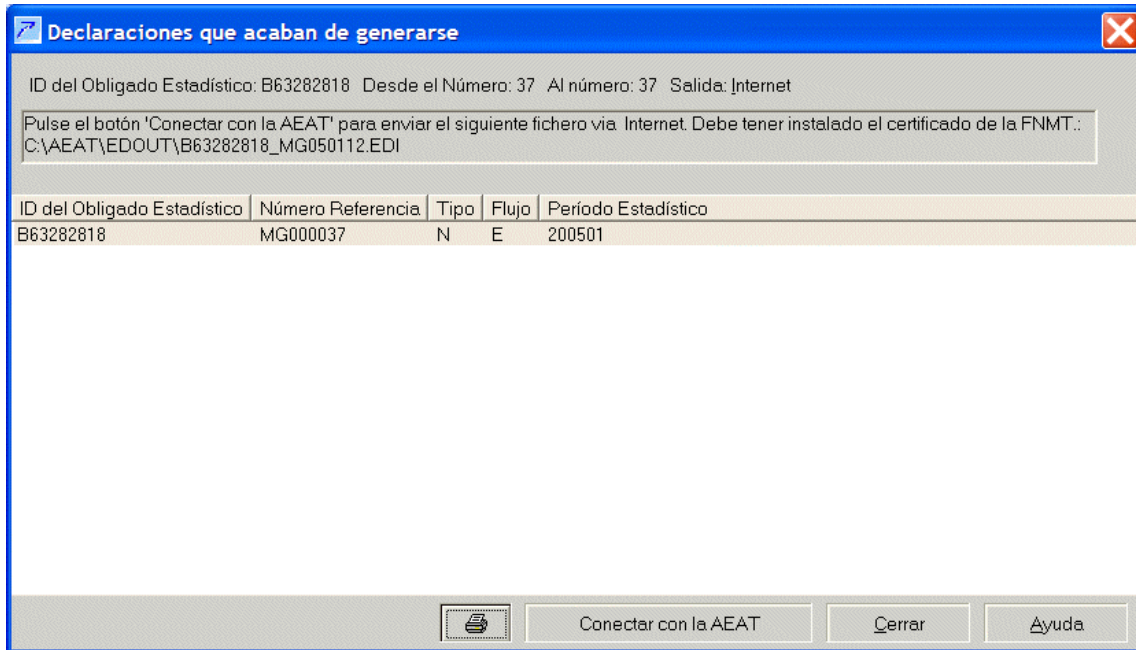 Declaraciones que acaban de generarse
ID del Obligado Estadístico: B63282818 Desde el Número: 37 Al número: 37 Salida: Internet
Pulse el botón 'Conectar con la AEAT' para enviar el siguiente fichero via Internet. Debe tener instalado el certificado de la FNMT.:
C:\AEAT\EDOUT\B63282818_MG050112.EDI
ID del Obligado Estadístico Número Referencia Tipo Flujo Período Estadístico
B63282818 MG000037 N E 200501
Conectar con la AEAT Cerrar Ayuda